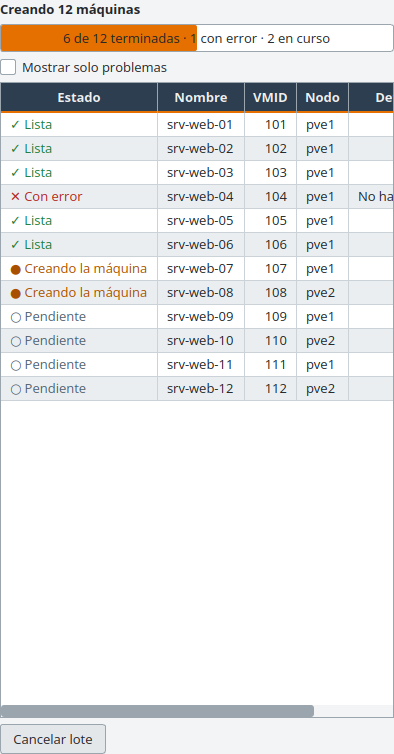 Creando 12 máquinas
6 de 12 terminadas · 1 con error · 2 en curso
Mostrar solo problemas
Estado Nombre VMID Nodo De
✓ Lista srv-web-01 101 pve1
✓ Lista srv-web-02 102 pve1
✓ Lista srv-web-03 103 pve1
✕ Con error srv-web-04 104 pve1 No ha
✓ Lista srv-web-05 105 pve1
✓ Lista srv-web-06 106 pve1
● Creando la máquina srv-web-07 107 pve1
● Creando la máquina srv-web-08 108 pve2
○ Pendiente srv-web-09 109 pve1
○ Pendiente srv-web-10 110 pve2
○ Pendiente srv-web-11 111 pve1
○ Pendiente srv-web-12 112 pve2
Cancelar lote